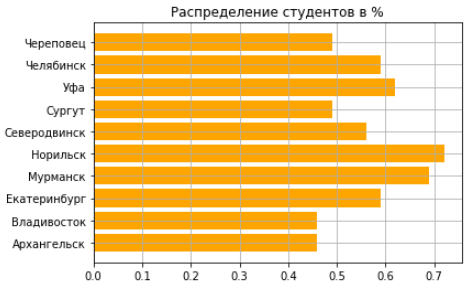 Распределение студентов в %
Череповец
Челябинск
Уфа
Сургут
Северодвинск
Норильск
Мурманск
Екатеринбург
Владивосток
Архангельск
0.0 0.1 0.2 0.3 0.4 0.5 0.6 0.7